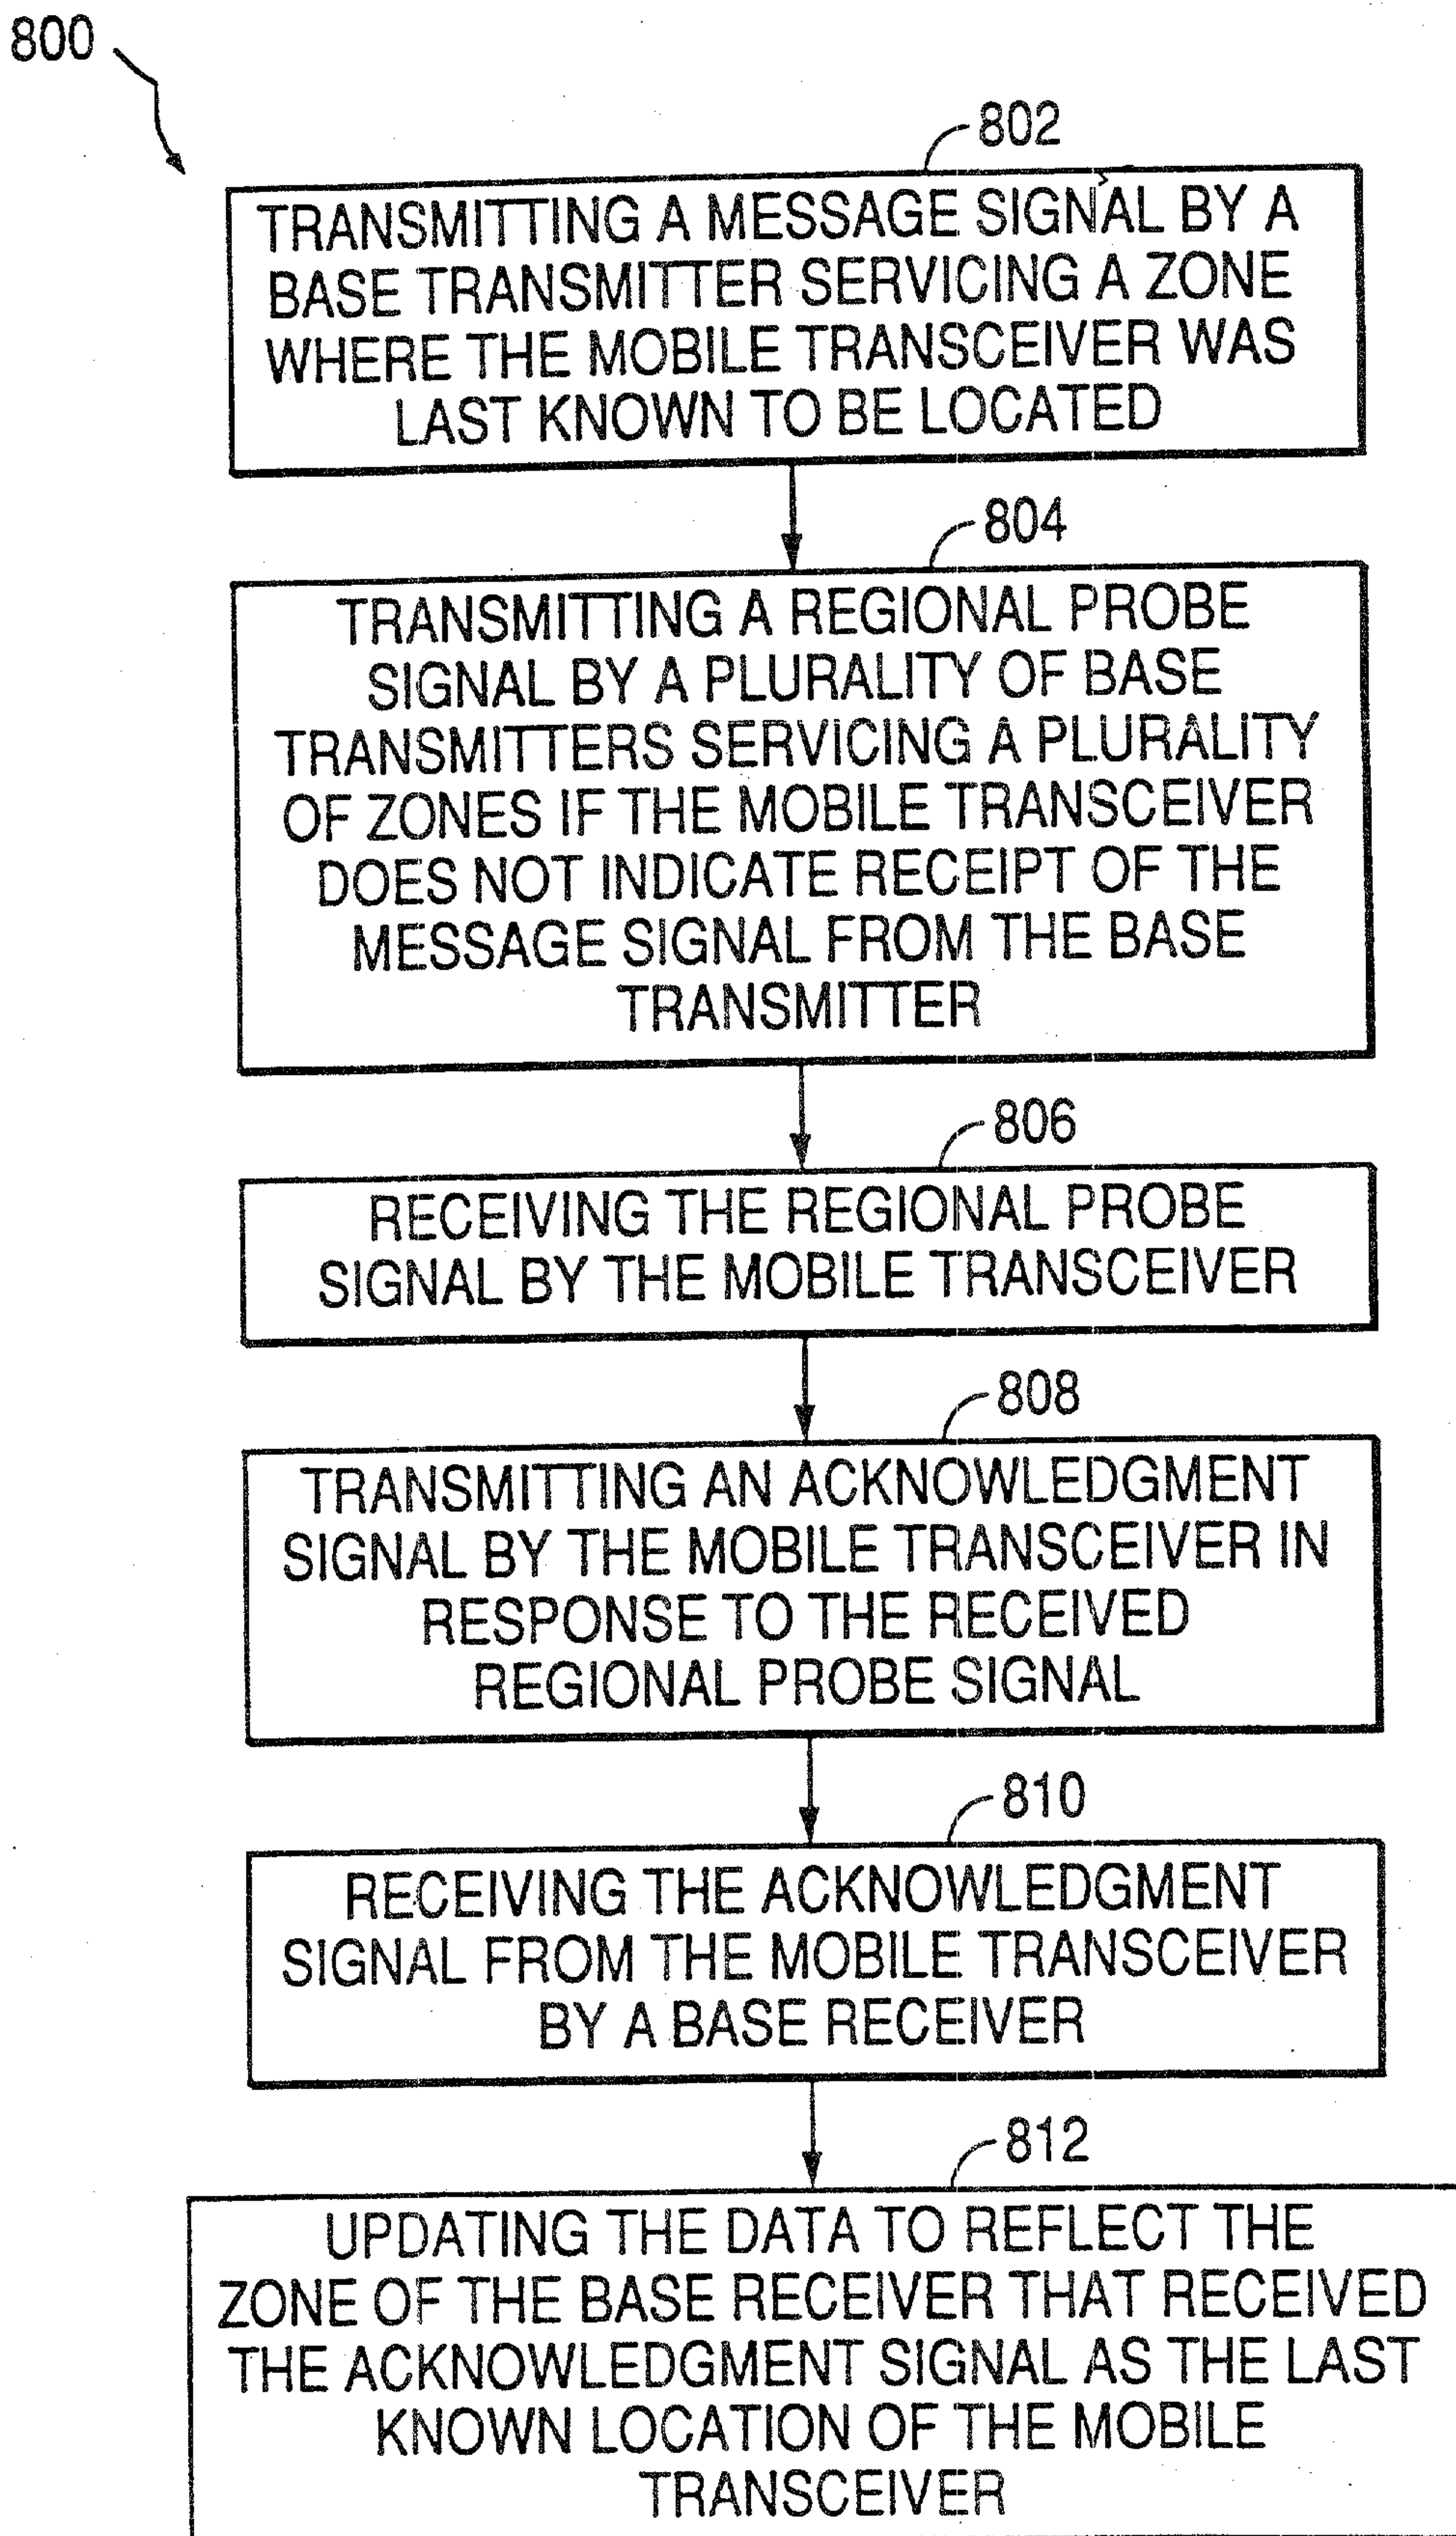 800
802
TRANSMITTING A MESSAGE SIGNAL BY A
BASE TRANSMITTER SERVICING A ZONE
WHERE THE MOBILE TRANSCEIVER WAS
LAST KNOWN TO BE LOCATED
804
TRANSMITTING A REGIONAL PROBE
SIGNAL BY A PLURALITY OF BASE
TRANSMITTERS SERVICING A PLURALITY
OF ZONES IF THE MOBILE TRANSCEIVER
DOES NOT INDICATE RECEIPT OF THE
MESSAGE SIGNAL FROM THE BASE
TRANSMITTER
806
RECEIVING THE REGIONAL PROBE
SIGNAL BY THE MOBILE TRANSCEIVER
808
TRANSMITTING AN ACKNOWLEDGMENT
SIGNAL BY THE MOBILE TRANSCEIVER IN
RESPONSE TO THE RECEIVED
REGIONAL PROBE SIGNAL
810
RECEIVING THE ACKNOWLEDGMENT
SIGNAL FROM THE MOBILE TRANSCEIVER
BY A BASE RECEIVER
812
UPDATING THE DATA TO REFLECT THE
ZONE OF THE BASE RECEIVER THAT RECEIVED
THE ACKNOWLEDGMENT SIGNAL AS THE LAST
KNOWN LOCATION OF THE MOBILE
TRANSCEIVER